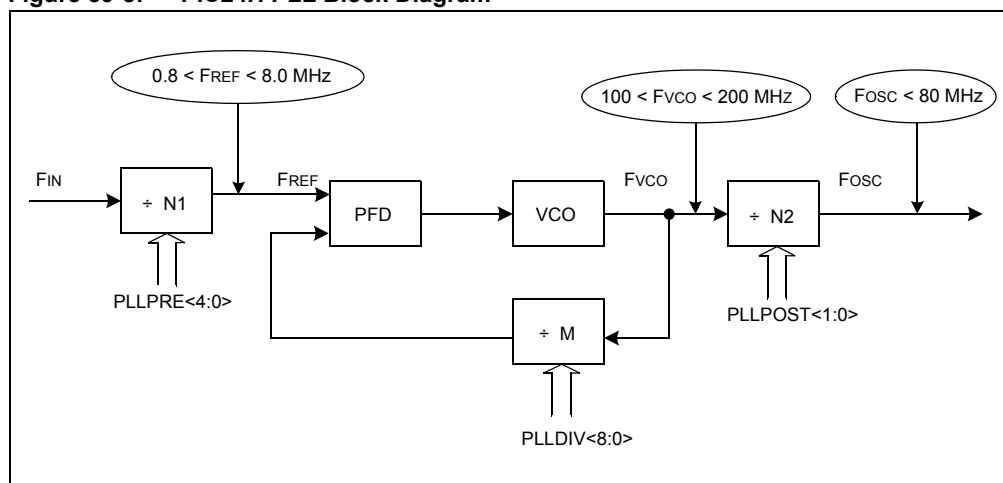 0.8 < FREF < 8.0 MHz
100 < FVCO < 200 MHz
FOSC < 80 MHz
FIN
FREF
FVCO
FOSC
÷ N1
PFD
VCO
÷ N2
PLLPRE<4:0>
PLLPOST<1:0>
÷ M
PLLDIV<8:0>